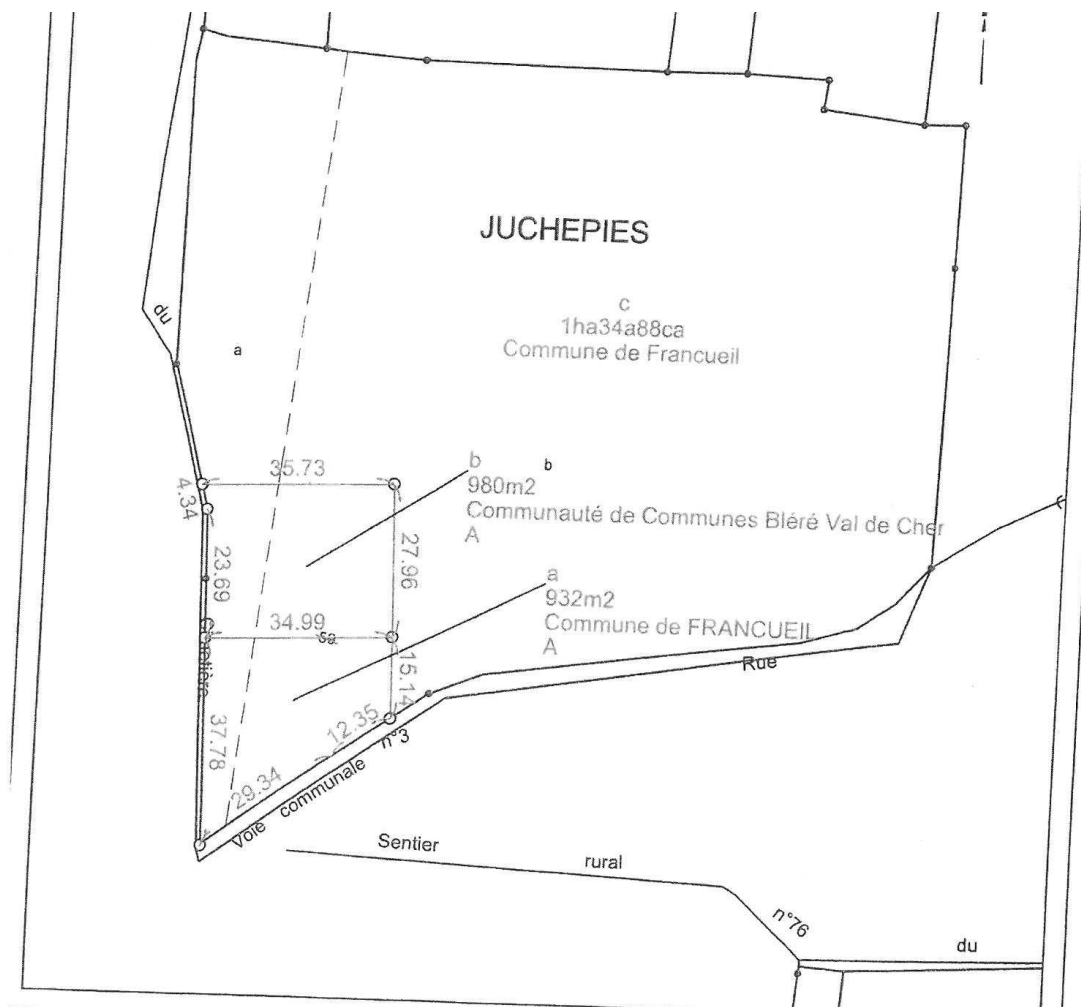 JUCHEPIES
du
c
1ha34a88ca
Commune de Francueil
a
35.73
b
b
980m2
Communauté de Communes Bléré Val de Cher
A
4.34
23.69
27.96
a
932m2
Commune de FRANCUEIL
A
34.99
sa
15.14
Rue
37.78
12.35
n°3
29.34
Voie communale
Sentier rural
n°76
du